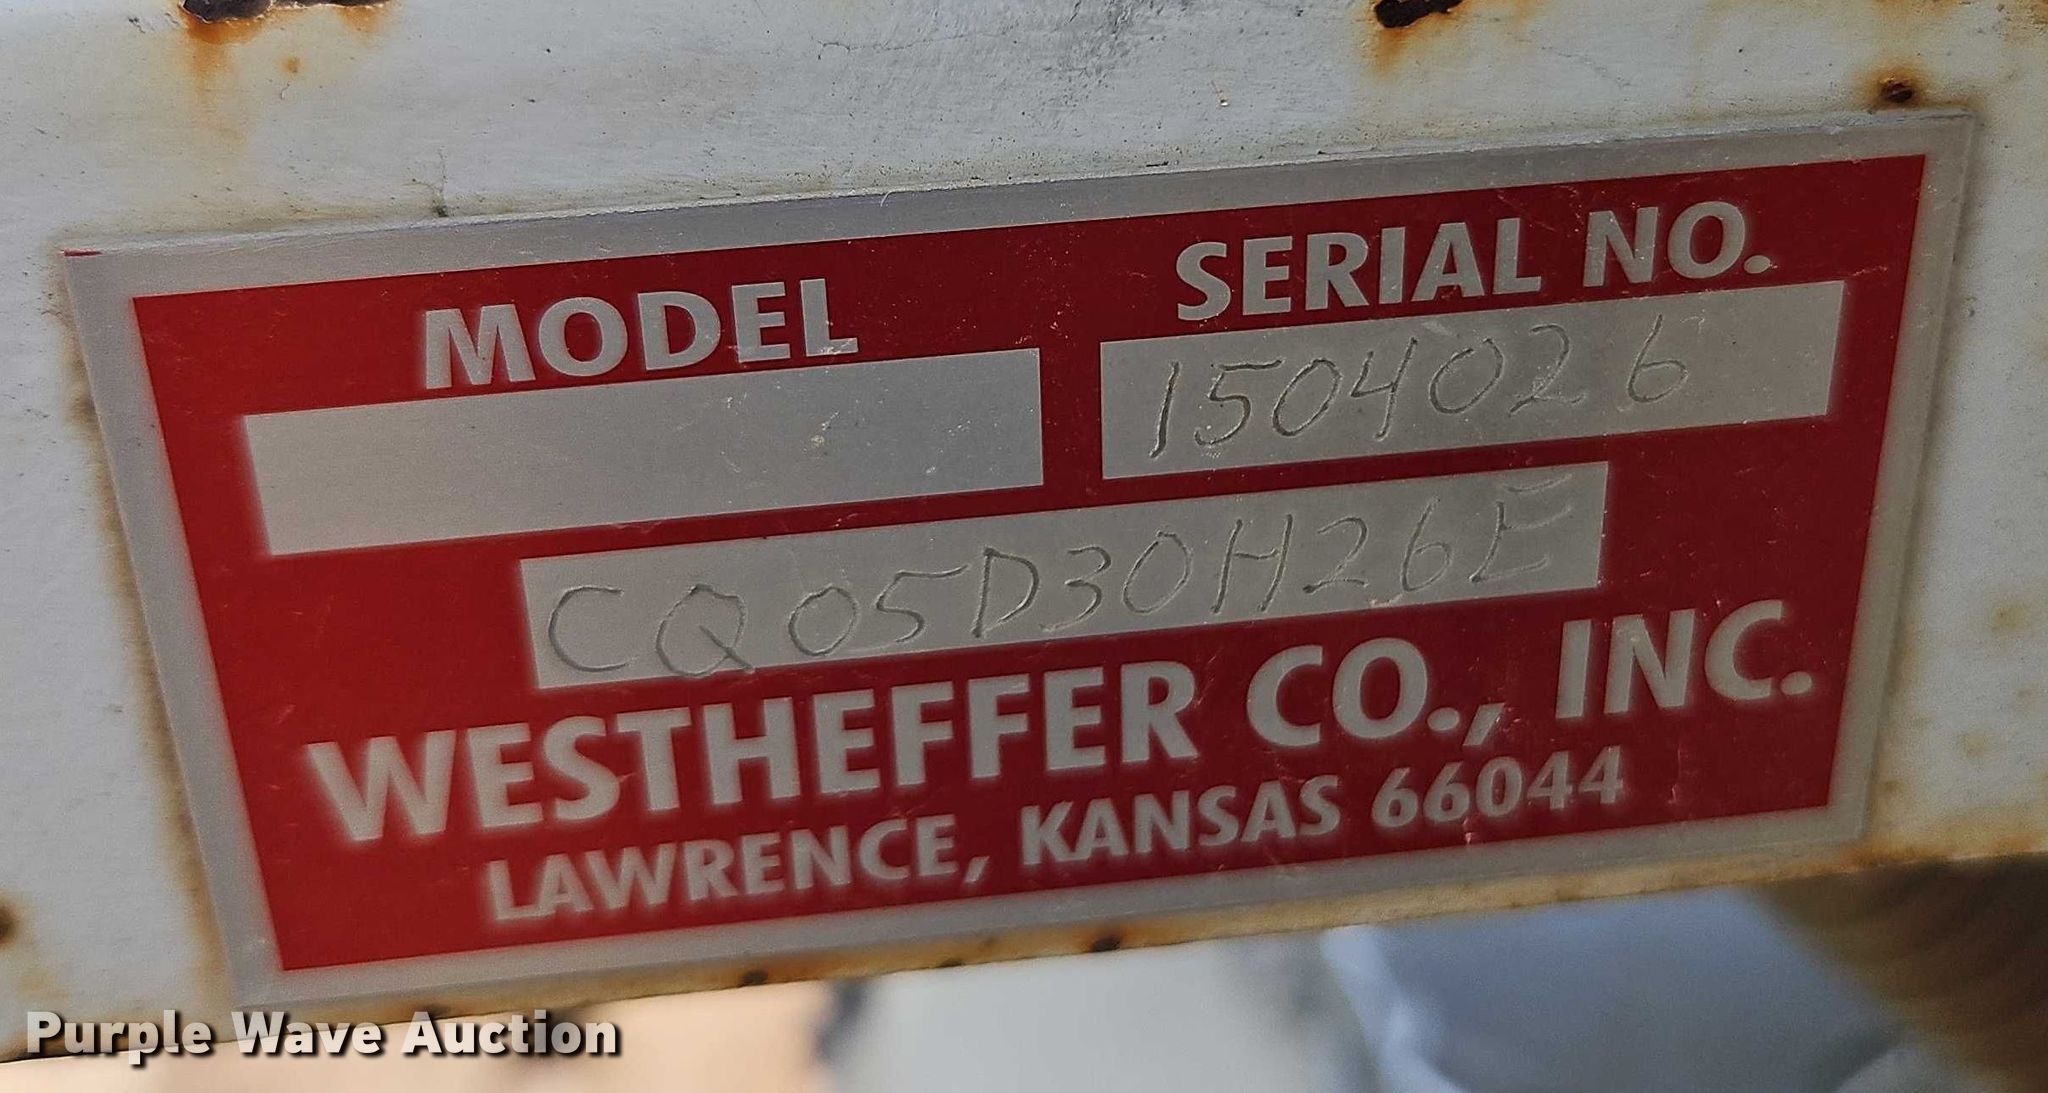 MODEL SERIAL NO.
1504026
CQ05D30H26E
WESTHEFFER CO., INC.
LAWRENCE, KANSAS 66044
Purple Wave Auction